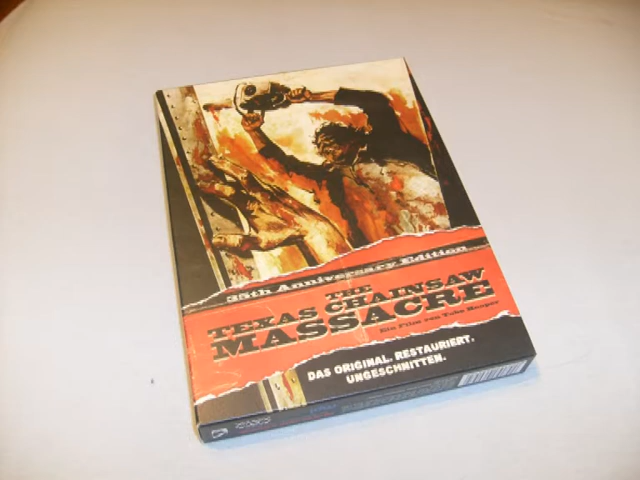 35th Anniversary Edition
THE
TEXAS CHAINSAW
MASSACRE
Ein Film von Tobe Hooper
DAS ORIGINAL. RESTAURIERT.
UNGESCHNITTEN.